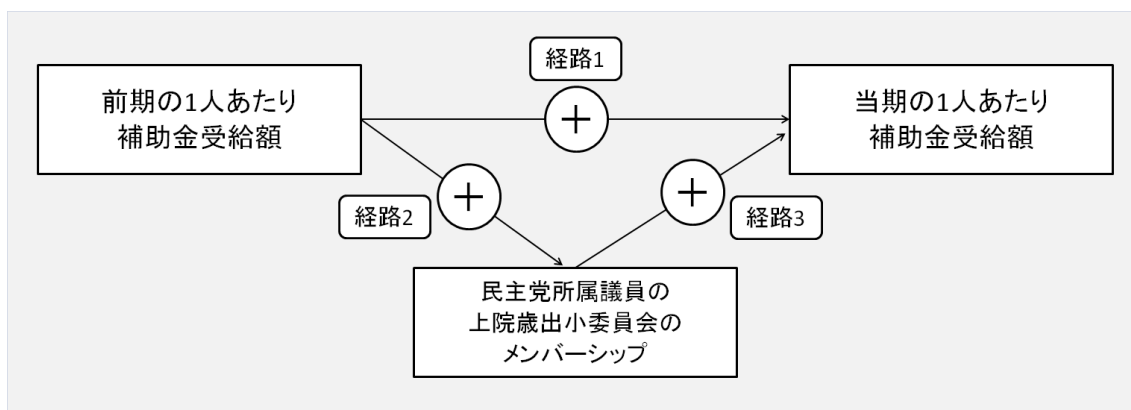 経路1
前期の1人あたり
補助金受給額
+
当期の1人あたり
補助金受給額
経路2
+
+
経路3
民主党所属議員の
上院歳出小委員会の
メンバーシップ